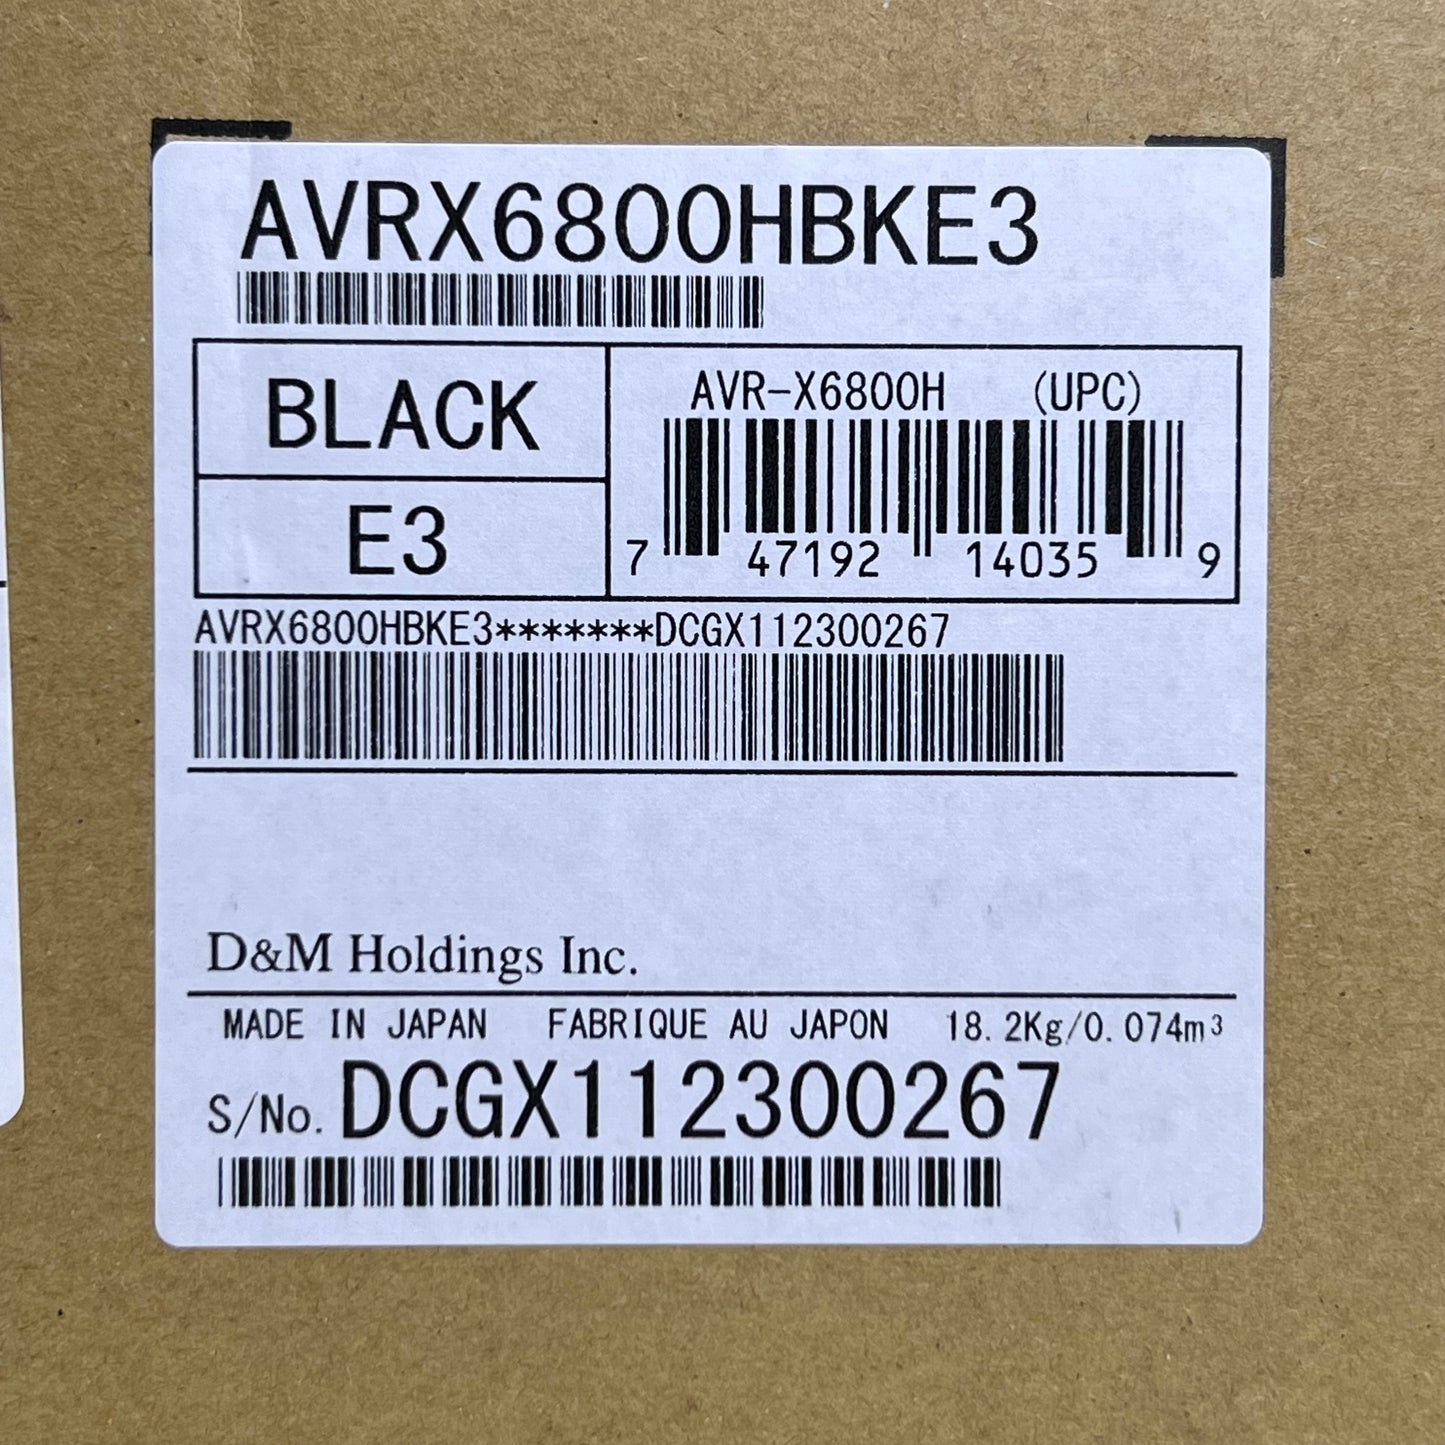 AVRX6800HBKE3
BLACK
E3
AVR-X6800H (UPC)
7 47192 14035 9
AVRX6800HBKE3*******DCGX112300267
D&M Holdings Inc.
MADE IN JAPAN FABRIQUE AU JAPON 18.2Kg/0.074m³
S/No. DCGX112300267